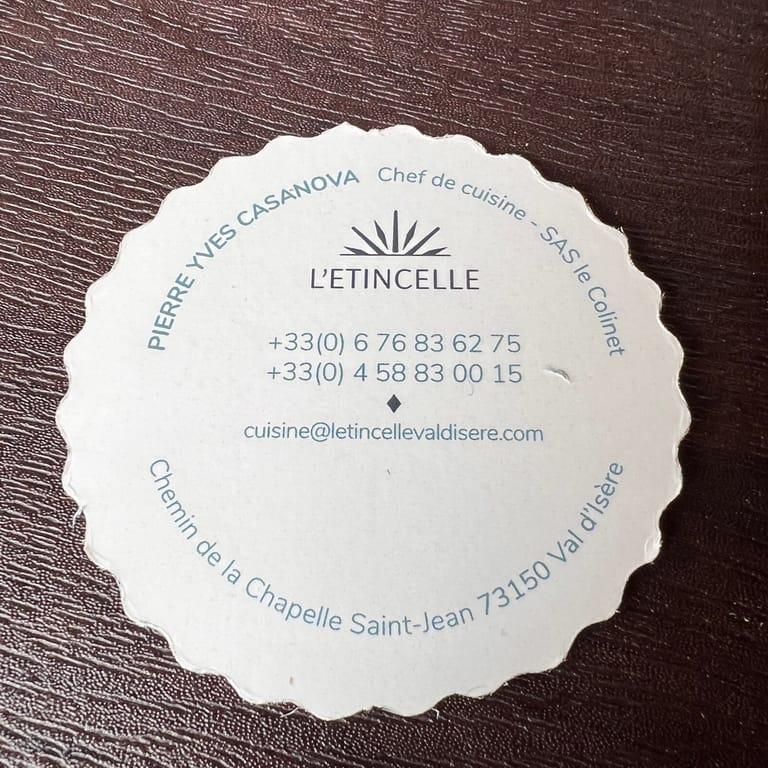 PIERRE YVES CASANOVA Chef de cuisine - SAS le Colinet
L'ETINCELLE
+33(0) 6 76 83 62 75
+33(0) 4 58 83 00 15
cuisine@letincellevaldisere.com
Chemin de la Chapelle Saint-Jean 73150 Val d'Isère